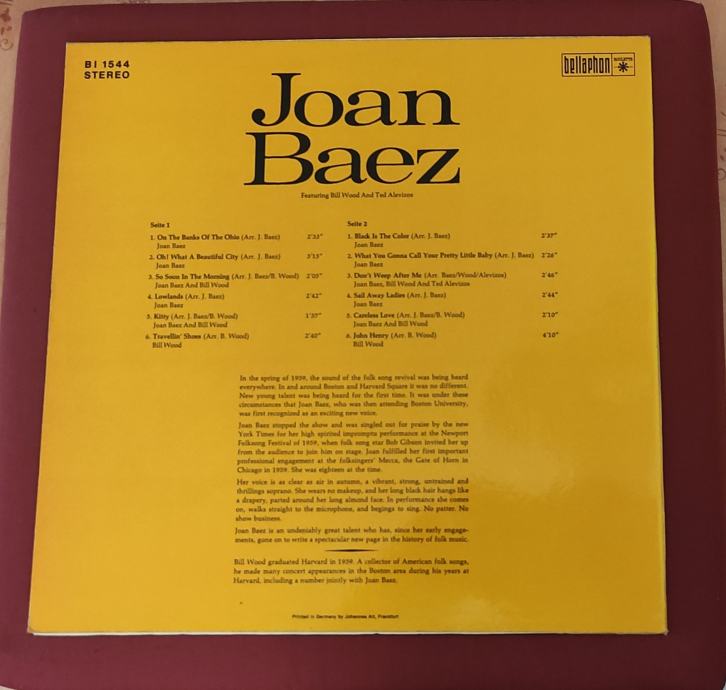 BI 1544
STEREO
bellaphon
ROULETTE
Joan
Baez
Featuring Bill Wood And Ted Alevizos
Seite 1
1. On The Banks Of The Ohio (Arr. J. Baez) 2'33"
Joan Baez
2. Oh! What A Beautiful City (Arr. J. Baez) 3'15"
Joan Baez
3. So Soon In The Morning (Arr. J. Baez/B. Wood) 2'05"
Joan Baez And Bill Wood
4. Lowlands (Arr. J. Baez) 2'42"
Joan Baez
5. Kitty (Arr. J. Baez/B. Wood) 1'37"
Joan Baez And Bill Wood
6. Travellin' Shoes (Arr. B. Wood) 2'40"
Bill Wood
Seite 2
1. Black Is The Color (Arr. J. Baez) 2'37"
Joan Baez
2. What You Gonna Call Your Pretty Little Baby (Arr. J. Baez) 2'26"
Joan Baez
3. Don't Weep After Me (Arr. Baez/Wood/Alevizos) 2'46"
Joan Baez, Bill Wood And Ted Alevizos
4. Sail Away Ladies (Arr. J. Baez) 2'44"
Joan Baez
5. Careless Love (Arr. J. Baez/B. Wood) 2'10"
Joan Baez And Bill Wood
6. John Henry (Arr. B. Wood) 4'10"
Bill Wood
In the spring of 1959, the sound of the folk song revival was being heard
everywhere. In and around Boston and Harvard Square it was no different.
New young talent was being heard for the first time. It was under these
circumstances that Joan Baez, who was then attending Boston University,
was first recognized as an exciting new voice.
Joan Baez stopped the show and was singled out for praise by the new
York Times for her high spirited impromptu performance at the Newport
Folksong Festival of 1959, when folk song star Bob Gibson invited her up
from the audience to join him on stage. Joan fulfilled her first important
professional engagement at the folksingers' Mecca, the Gate of Horn in
Chicago in 1959. She was eighteen at the time.
Her voice is as clear as air in autumn, a vibrant, strong, untrained and
thrillings soprano. She wears no makeup, and her long black hair hangs like
a drapery, parted around her long almond face. In performance she comes
on, walks straight to the microphone, and begings to sing. No patter. No
show business.
Joan Baez is an undeniably great talent who has, since her early engage-
ments, gone on to write a spectacular new page in the history of folk music.
Bill Wood graduated Harvard in 1959. A collector of American folk songs,
he made many concert appearances in the Boston area during his years at
Harvard, including a number jointly with Joan Baez.
Printed in Germany by Johannes Alt, Frankfurt